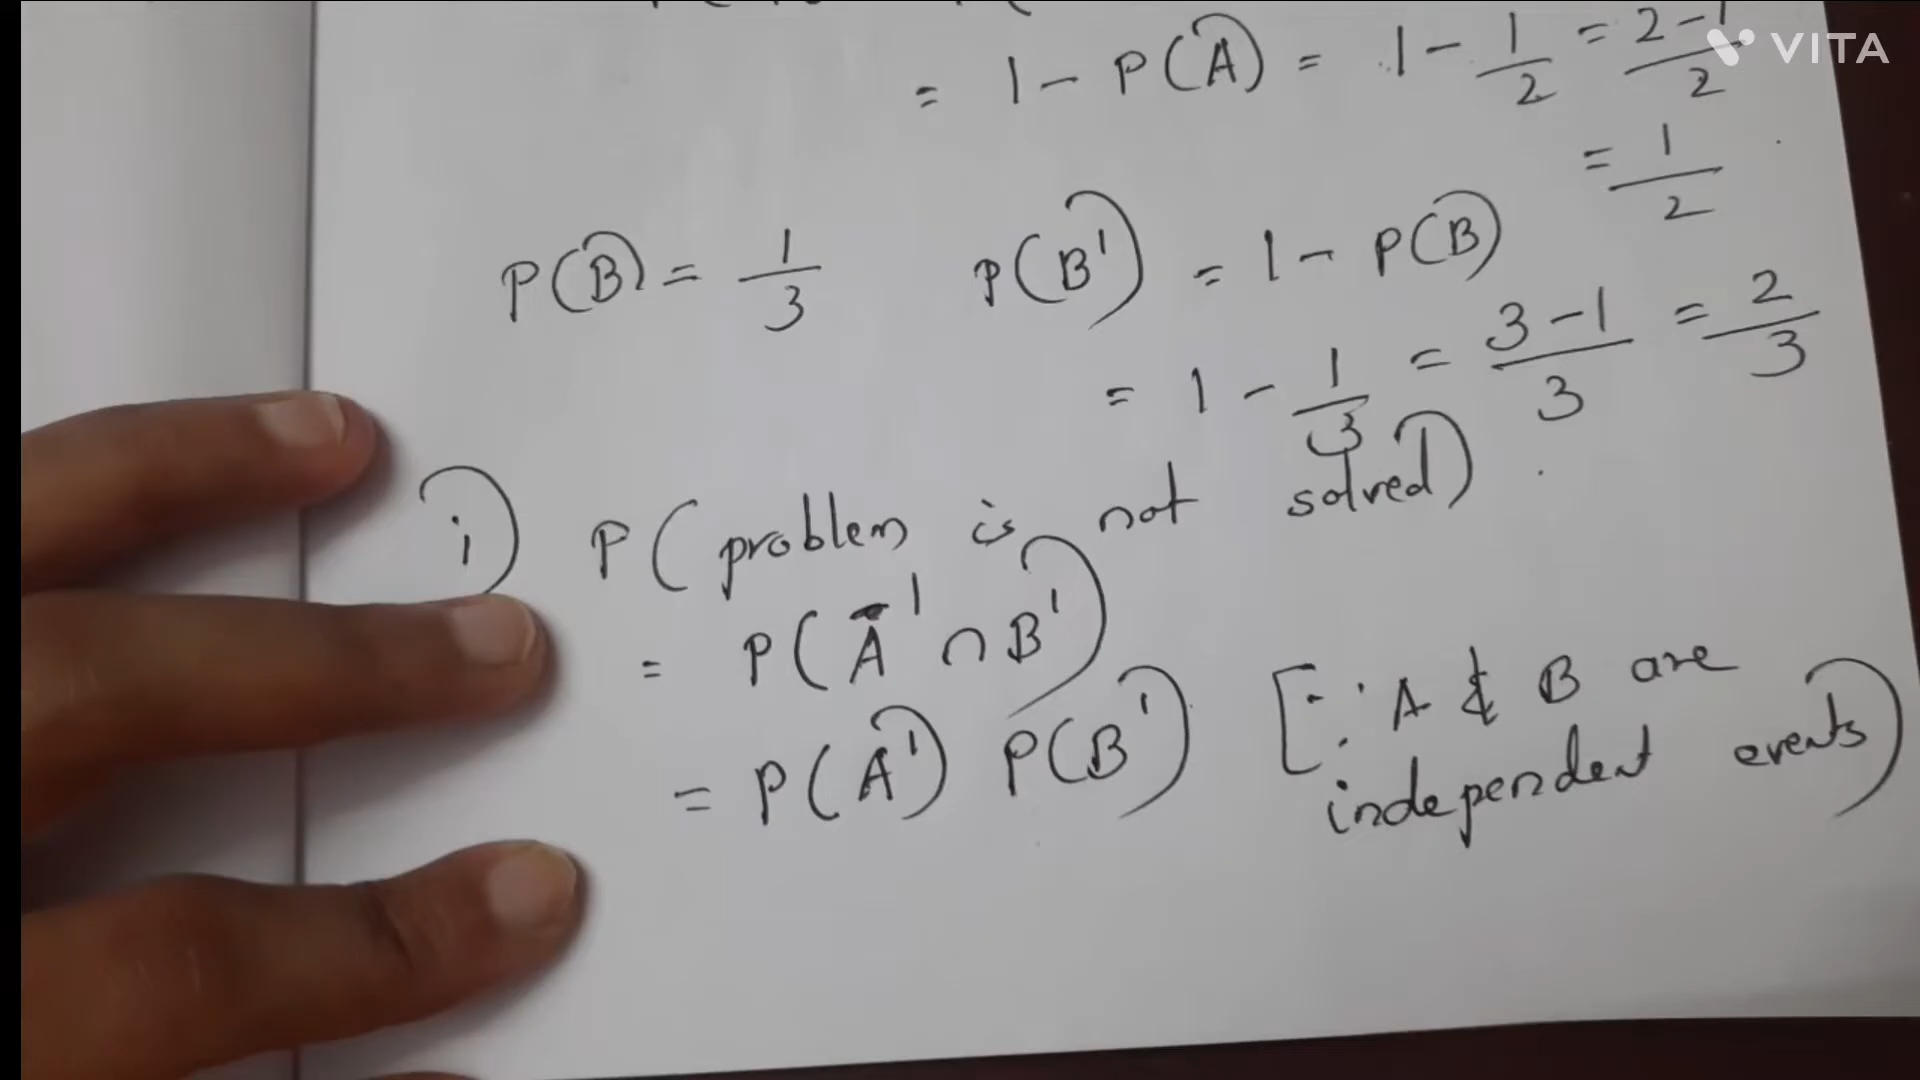 = 1 - P(A) = 1 - 1/2 = 2-1/2
= 1/2
P(B) = 1/3 P(B') = 1 - P(B)
= 1 - 1/3 = 3-1/3 = 2/3
i) P(problem is not solved)
= P(A' ∩ B')
= P(A') P(B') [∵ A & B are
independent events)
VITA